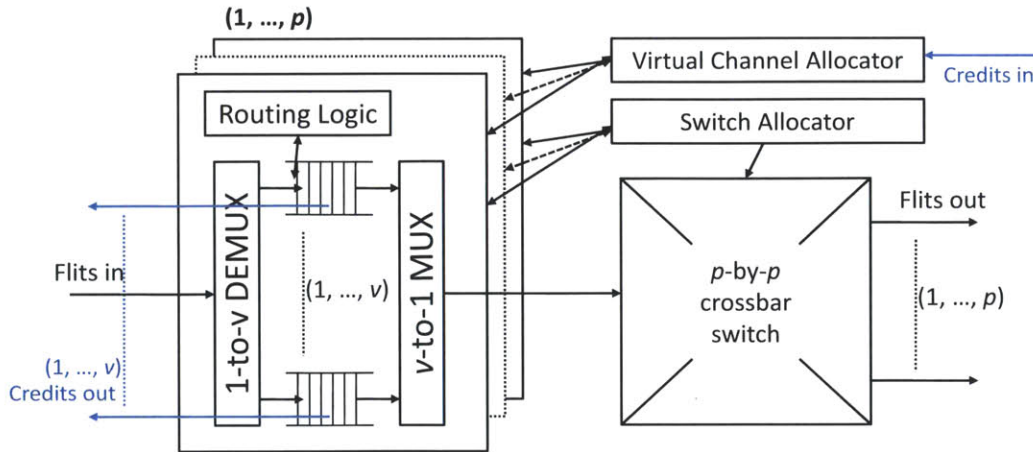 (1, ..., p)
Virtual Channel Allocator
Credits in
Routing Logic
Switch Allocator
Flits out
1-to-v DEMUX
v-to-1 MUX
Flits in
(1, ..., v)
p-by-p
crossbar
switch
(1, ..., p)
(1, ..., v)
Credits out